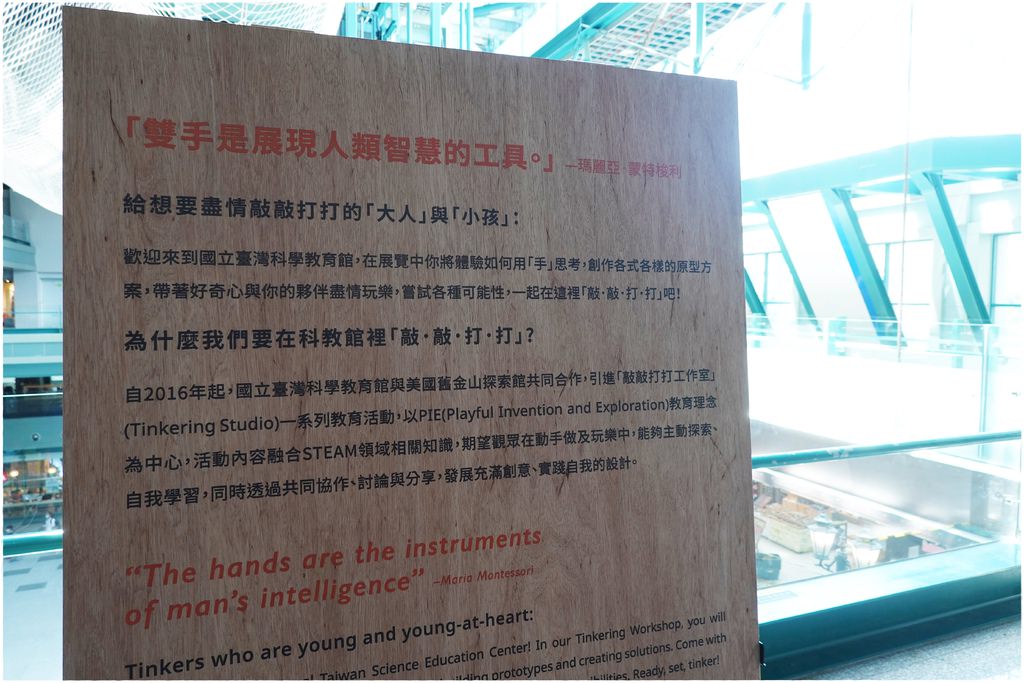 「雙手是展現人類智慧的工具。」—瑪麗亞·蒙特梭利
給想要盡情敲敲打打的「大人」與「小孩」：
歡迎來到國立臺灣科學教育館，在展覽中你將體驗如何用「手」思考，創作各式各樣的原型方
案，帶著好奇心與你的夥伴盡情玩樂，嘗試各種可能性，一起在這裡「敲·敲·打·打」吧！
為什麼我們要在科教館裡「敲·敲·打·打」？
自2016年起，國立臺灣科學教育館與美國舊金山探索館共同合作，引進「敲敲打打工作室」
(Tinkering Studio)一系列教育活動，以PIE(Playful Invention and Exploration)教育理念
為中心，活動內容融合STEAM領域相關知識，期望觀眾在動手做及玩樂中，能夠主動探索、
自我學習，同時透過共同協作、討論與分享，發展充滿創意、實踐自我的設計。
“The hands are the instruments
of man’s intelligence” –Maria Montessori
Tinkers who are young and young-at-heart:
Taiwan Science Education Center! In our Tinkering Workshop, you will
prototypes and creating solutions. Come with
Ready, set, tinker!